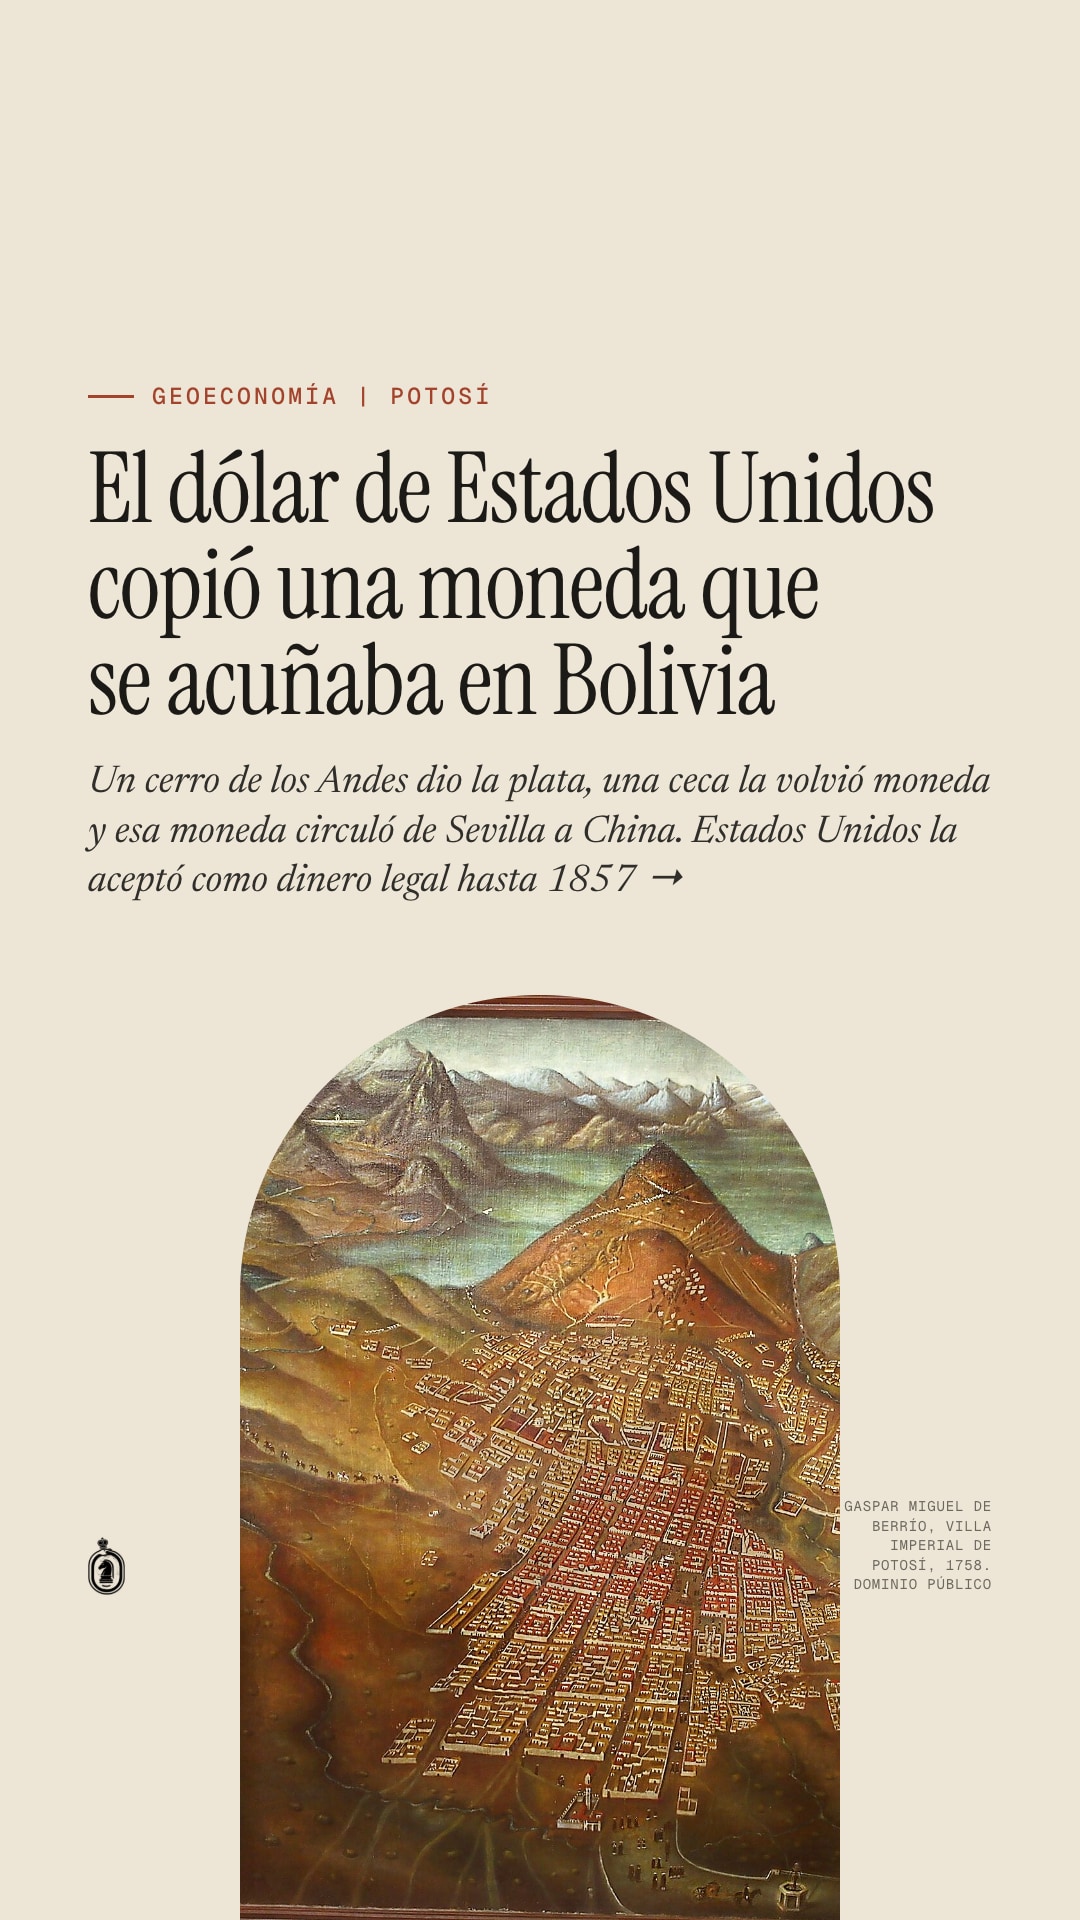 GEOECONOMÍA | POTOSÍ
El dólar de Estados Unidos
copió una moneda que
se acuñaba en Bolivia
Un cerro de los Andes dio la plata, una ceca la volvió moneda
y esa moneda circuló de Sevilla a China. Estados Unidos la
aceptó como dinero legal hasta 1857 →
GASPAR MIGUEL DE
BERRÍO, VILLA
IMPERIAL DE
POTOSÍ, 1758.
DOMINIO PÚBLICO